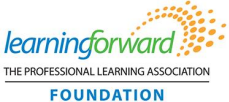 learningforward
THE PROFESSIONAL LEARNING ASSOCIATION
FOUNDATION